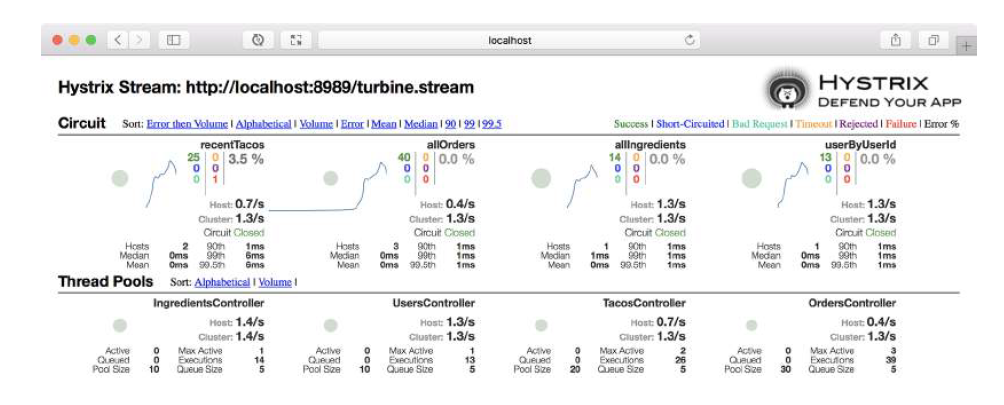 localhost
Hystrix Stream: http://localhost:8989/turbine.stream
HYSTRIX
DEFEND YOUR APP
Circuit Sort: Error then Volume | Alphabetical | Volume | Error | Mean | Median | 90 | 99 | 99.5
Success | Short-Circuited | Bad Request | Timeout | Rejected | Failure | Error %
recentTacos
25 0 3.5 %
0 0
0 1
Host: 0.7/s
Cluster: 1.3/s
Circuit Closed
Hosts 2 90th 1ms
Median 0ms 99th 6ms
Mean 0ms 99.5th 6ms
allOrders
40 0 0.0 %
0 0
0 0
Host: 0.4/s
Cluster: 1.3/s
Circuit Closed
Hosts 3 90th 1ms
Median 0ms 99th 1ms
Mean 0ms 99.5th 1ms
allIngredients
14 0 0.0 %
0 0
0 0
Host: 1.3/s
Cluster: 1.3/s
Circuit Closed
Hosts 1 90th 1ms
Median 1ms 99th 1ms
Mean 0ms 99.5th 1ms
userByUserId
13 0 0.0 %
0 0
0 0
Host: 1.3/s
Cluster: 1.3/s
Circuit Closed
Hosts 1 90th 1ms
Median 0ms 99th 1ms
Mean 0ms 99.5th 1ms
Thread Pools Sort: Alphabetical | Volume |
IngredientsController
Host: 1.4/s
Cluster: 1.4/s
Active 0 Max Active 1
Queued 0 Executions 14
Pool Size 10 Queue Size 5
UsersController
Host: 1.3/s
Cluster: 1.3/s
Active 0 Max Active 1
Queued 0 Executions 13
Pool Size 10 Queue Size 5
TacosController
Host: 0.7/s
Cluster: 1.3/s
Active 0 Max Active 2
Queued 0 Executions 26
Pool Size 20 Queue Size 5
OrdersController
Host: 0.4/s
Cluster: 1.3/s
Active 0 Max Active 3
Queued 0 Executions 39
Pool Size 30 Queue Size 5